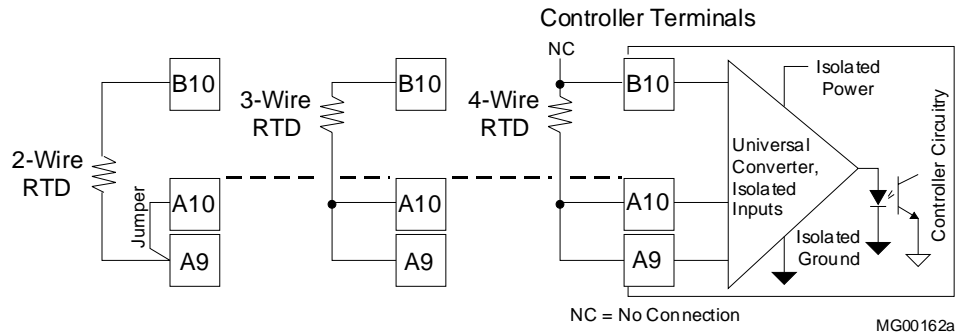 Controller Terminals
NC
B10
B10
B10
3-Wire
RTD
4-Wire
RTD
Isolated
Power
2-Wire
RTD
Universal
Converter,
Isolated
Inputs
Controller Circuitry
Jumper
A10
A10
A10
A9
A9
A9
Isolated
Ground
NC = No Connection
MG00162a